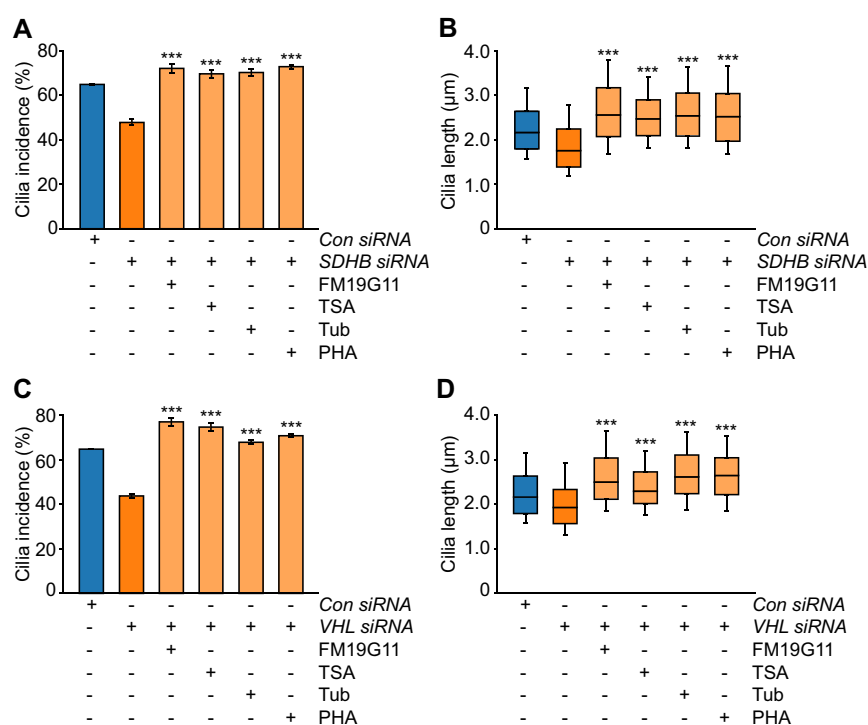 A
B
80
60
40
20
0
Cilia incidence (%)
*** *** *** ***
4.0
3.0
2.0
1.0
0
Cilia length (µm)
*** *** *** ***
+ - - - - - Con siRNA
- + + + + + SDHB siRNA
- - + - - - FM19G11
- - - + - - TSA
- - - - + - Tub
- - - - - + PHA
+ - - - - - Con siRNA
- + + + + + SDHB siRNA
- - + - - - FM19G11
- - - + - - TSA
- - - - + - Tub
- - - - - + PHA
C
D
80
60
40
20
0
Cilia incidence (%)
*** *** *** ***
4.0
3.0
2.0
1.0
0
Cilia length (µm)
*** *** *** ***
+ - - - - - Con siRNA
- + + + + + VHL siRNA
- - + - - - FM19G11
- - - + - - TSA
- - - - + - Tub
- - - - - + PHA
+ - - - - - Con siRNA
- + + + + + VHL siRNA
- - + - - - FM19G11
- - - + - - TSA
- - - - + - Tub
- - - - - + PHA